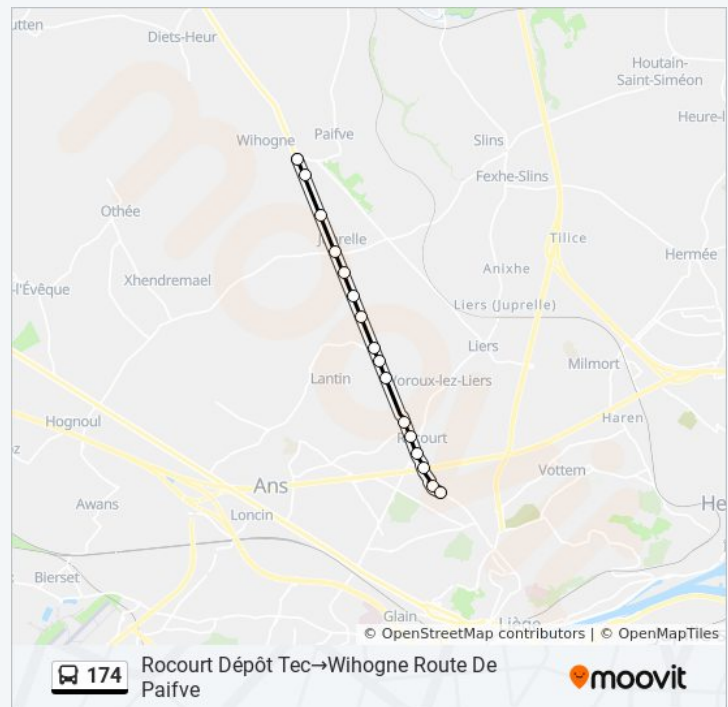 utten
Diets-Heur
Houtain-
Saint-Siméon
Heure-l
Wihogne
Paifve
Slins
Fexhe-Slins
Othée
Juprelle
Tilice
Hermée
Xhendremael
Anixhe
-l'Évêque
Liers (Juprelle)
Liers
Milmort
Lantin
Voroux-lez-Liers
Haren
Hognoul
Rocourt
z
Ans
Vottem
Awans
Loncin
He
Bierset
Glain
Liège
© OpenStreetMap contributors | © OpenMapTiles
174
Rocourt Dépôt Tec→Wihogne Route De
Paifve
moovit